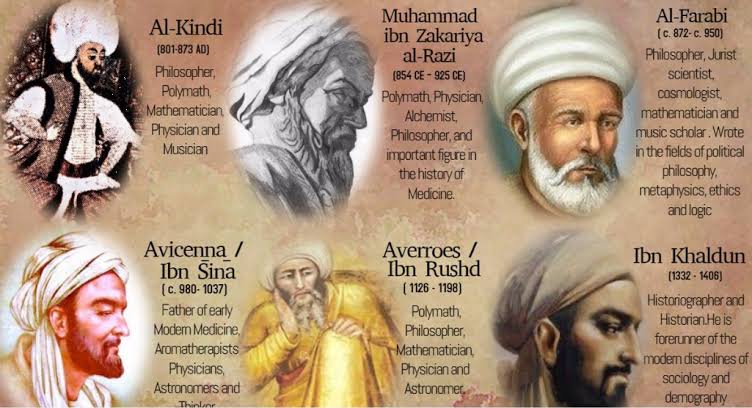 Al-Kindi
(801-873 AD)
Philosopher,
Polymath,
Mathematician,
Physician and
Musician
Muhammad
ibn Zakariya
al-Razi
(854 CE – 925 CE)
Polymath, Physician,
Alchemist,
Philosopher, and
important figure in
the history of
Medicine.
Al-Farabi
( c. 872- c. 950)
Philosopher, Jurist
scientist,
cosmologist,
mathematician and
music scholar . Wrote
in the fields of political
philosophy,
metaphysics, ethics
and logic
Avicenna /
Ibn Sīnā
( c. 980- 1037)
Father of early
Modern Medicine,
Aromatherapists
Physicians,
Astronomers and
Thinker
Averroes /
Ibn Rushd
( 1126 - 1198)
Polymath,
Philosopher,
Mathematician,
Physician and
Astronomer,
Ibn Khaldun
(1332 - 1406)
Historiographer and
Historian.He is
forerunner of the
modern disciplines of
sociology and
demography